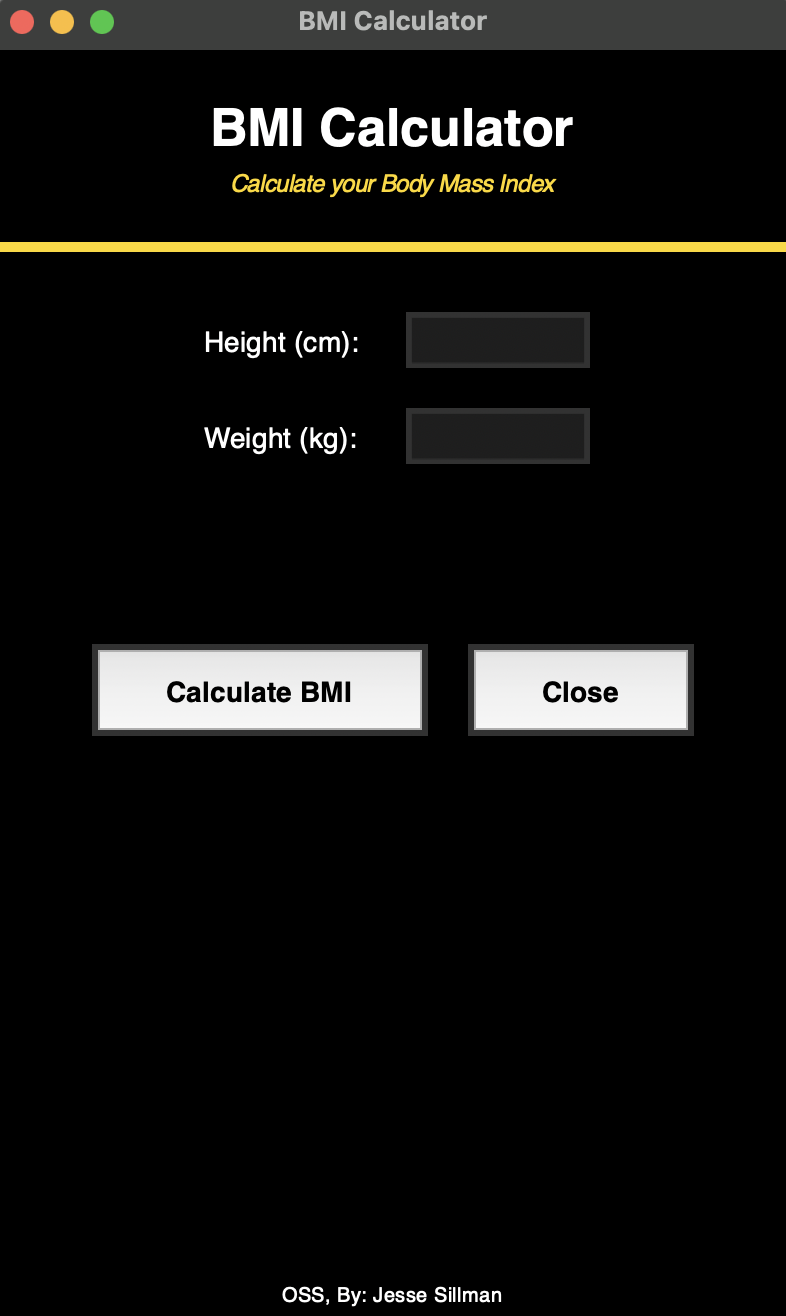 BMI Calculator
BMI Calculator
Calculate your Body Mass Index
Height (cm):
Weight (kg):
Calculate BMI Close
OSS, By: Jesse Sillman